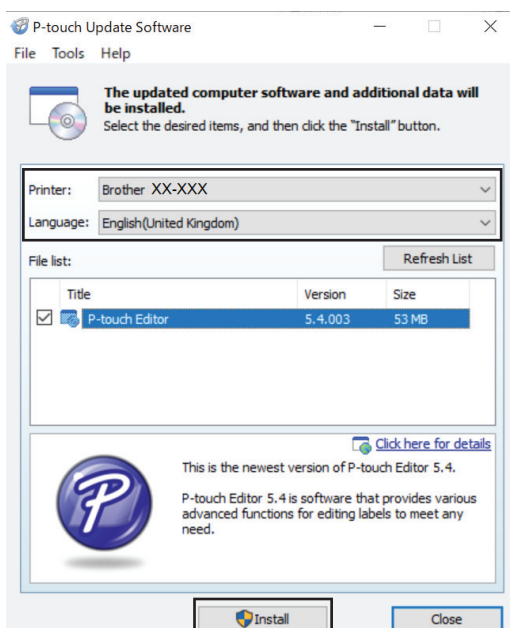 P-touch Update Software
File Tools Help
The updated computer software and additional data will
be installed.
Select the desired items, and then click the "Install" button.
Printer: Brother XX-XXX
Language: English(United Kingdom)
File list: Refresh List
Title Version Size
P-touch Editor 5.4.003 53 MB
Click here for details
This is the newest version of P-touch Editor 5.4.
P-touch Editor 5.4 is software that provides various
advanced functions for editing labels to meet any
need.
Install Close